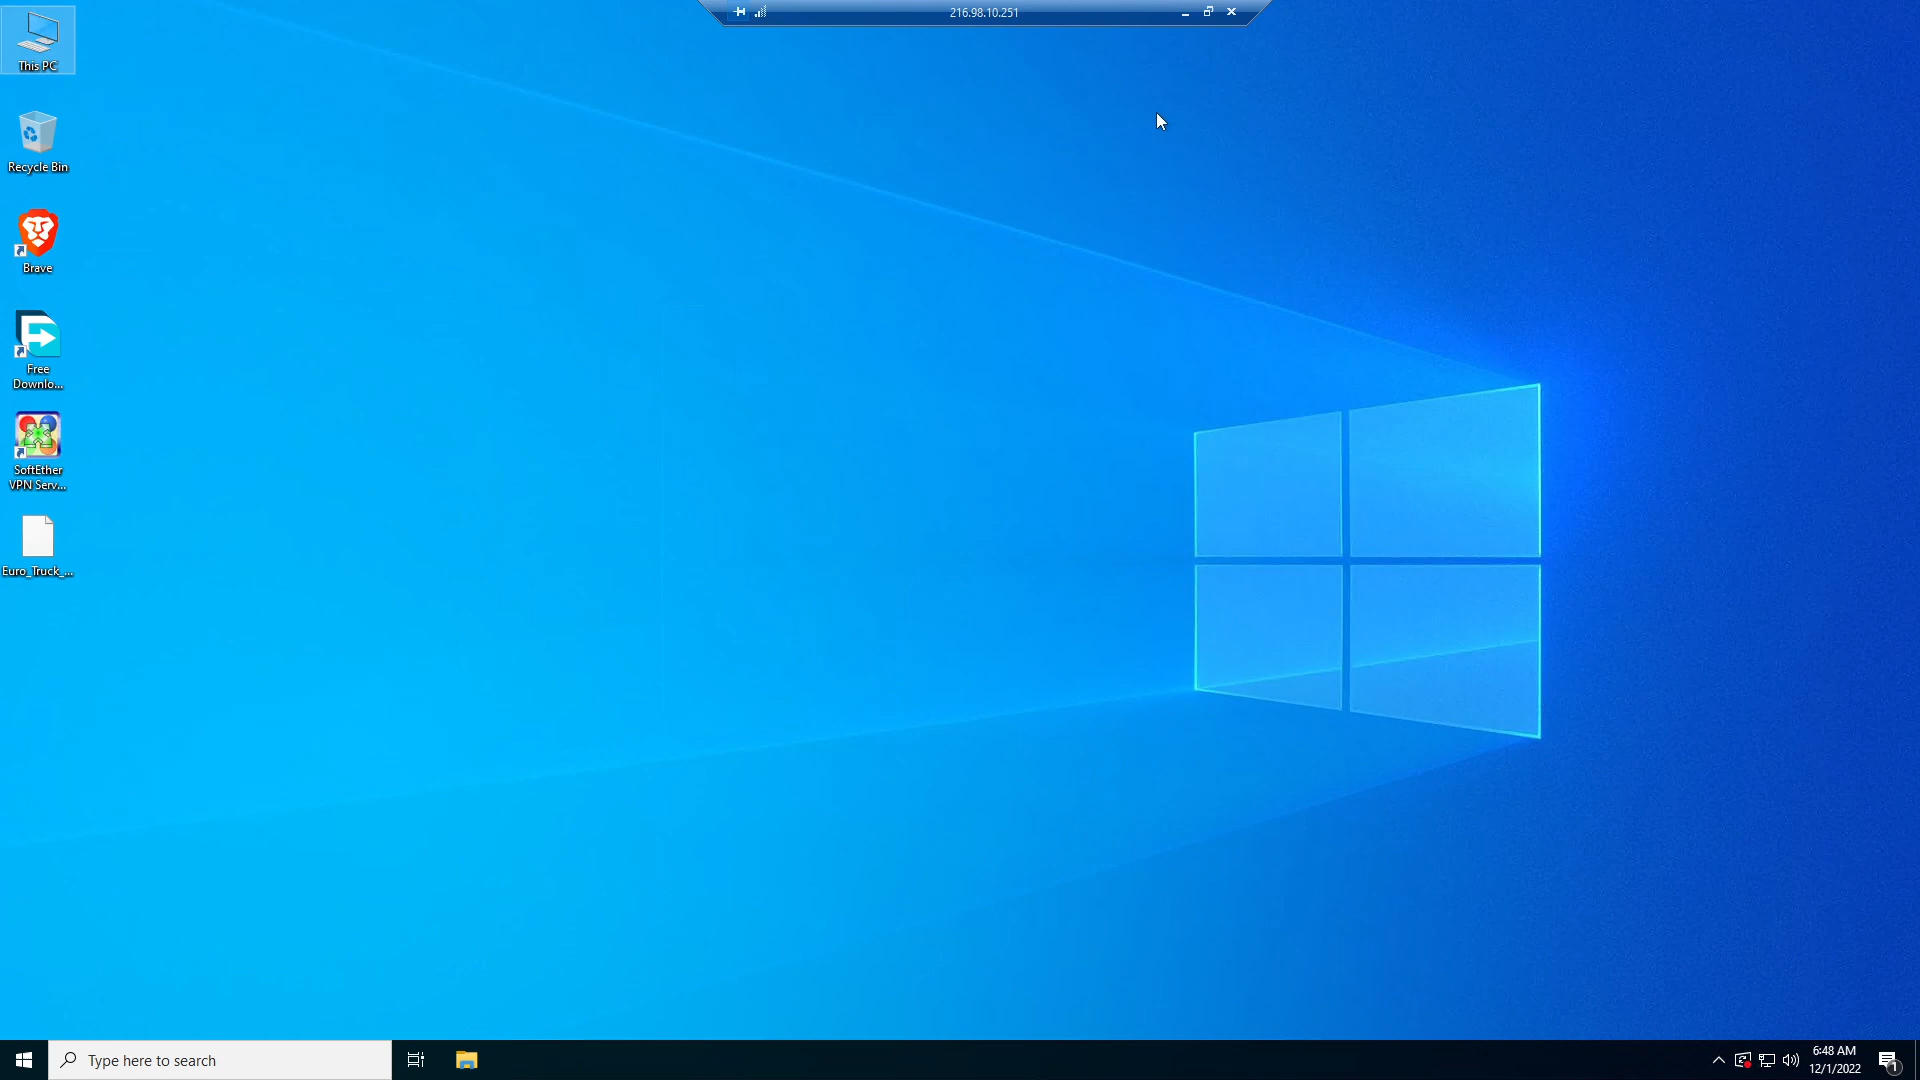 216.98.10.251
This PC
Recycle Bin
Brave
Free
Downlo...
SoftEther
VPN Serv...
Euro_Truck_...
Type here to search
6:48 AM
12/1/2022
1